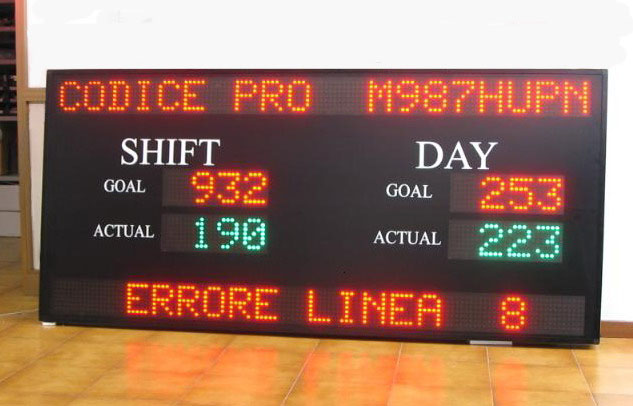 CODICE PRO M987HUPN
SHIFT DAY
GOAL 932 GOAL 253
ACTUAL 190 ACTUAL 223
ERRORE LINEA 8